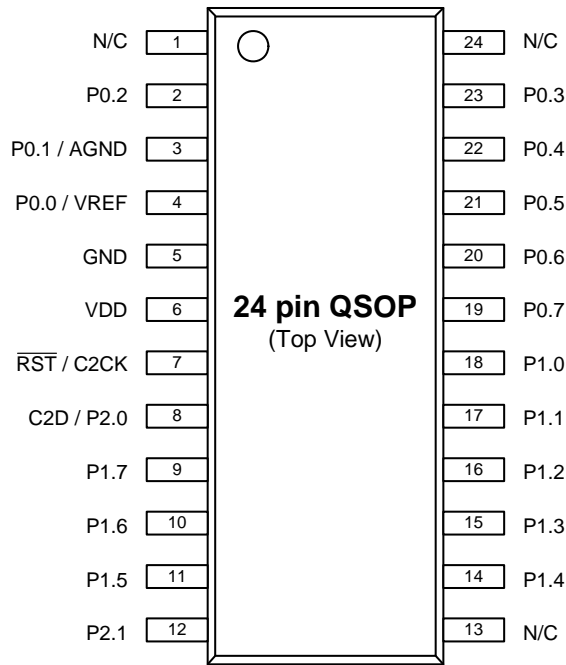 N/C 1 24 N/C
P0.2 2 23 P0.3
P0.1 / AGND 3 22 P0.4
P0.0 / VREF 4 21 P0.5
GND 5 20 P0.6
VDD 6 24 pin QSOP 19 P0.7
(Top View)
RST / C2CK 7 18 P1.0
C2D / P2.0 8 17 P1.1
P1.7 9 16 P1.2
P1.6 10 15 P1.3
P1.5 11 14 P1.4
P2.1 12 13 N/C